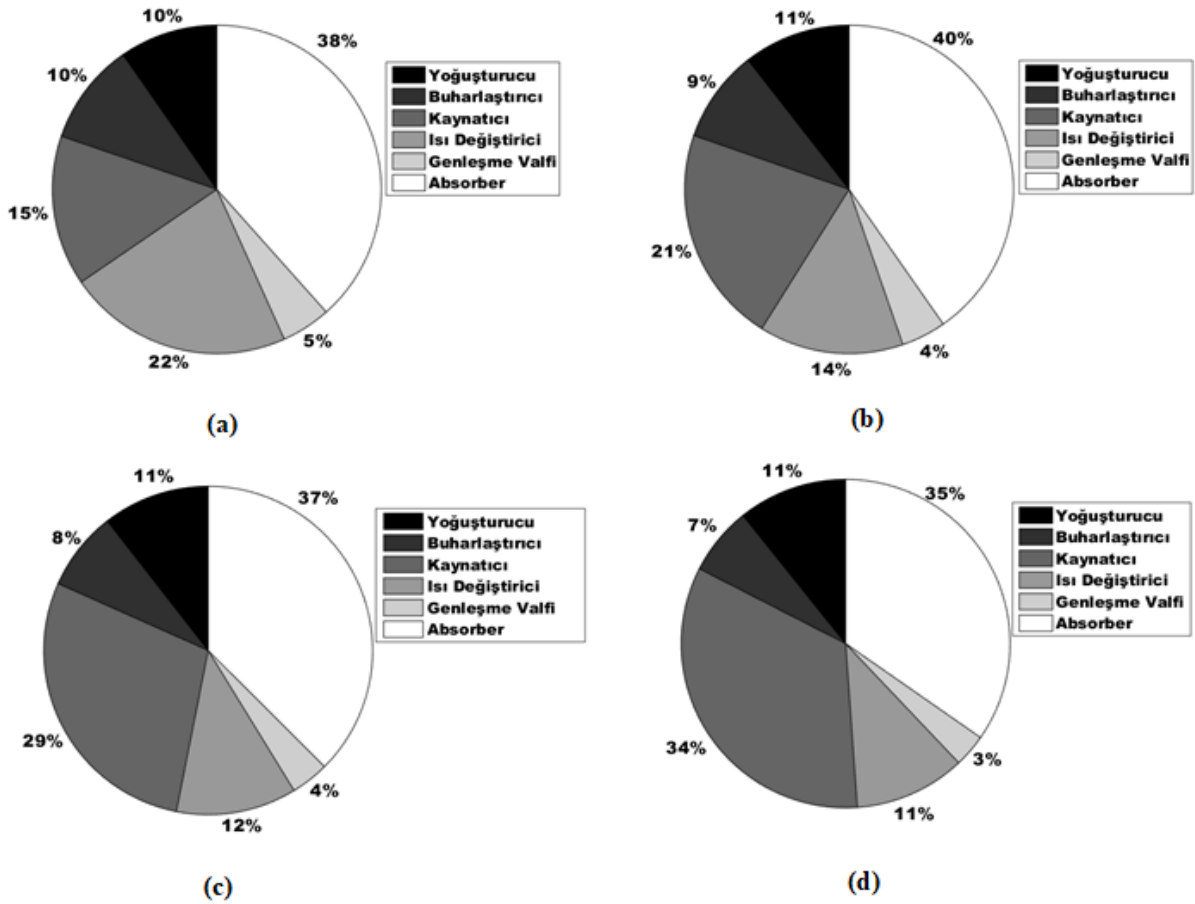 10%
38%
10%
15%
22%
5%
Yoğuşturucu
Buharlaştırıcı
Kaynatıcı
Isı Değiştirici
Genleşme Valfi
Absorber
(a)
11%
40%
9%
21%
14%
4%
Yoğuşturucu
Buharlaştırıcı
Kaynatıcı
Isı Değiştirici
Genleşme Valfi
Absorber
(b)
11%
37%
8%
29%
12%
4%
Yoğuşturucu
Buharlaştırıcı
Kaynatıcı
Isı Değiştirici
Genleşme Valfi
Absorber
(c)
11%
35%
7%
34%
11%
3%
Yoğuşturucu
Buharlaştırıcı
Kaynatıcı
Isı Değiştirici
Genleşme Valfi
Absorber
(d)